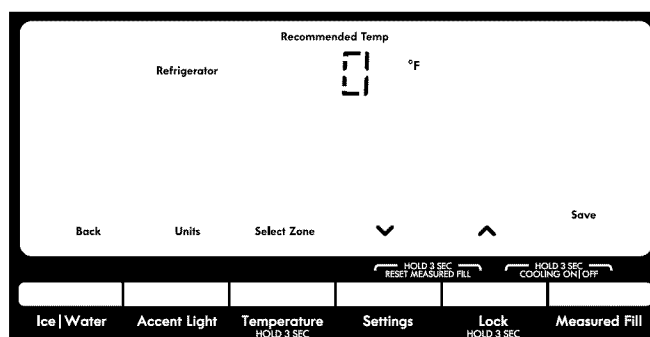 Recommended Temp
Refrigerator 0 °F
Save
Back Units Select Zone
HOLD 3 SEC HOLD 3 SEC
RESET MEASURED FILL COOLING ON|OFF
Ice|Water Accent Light Temperature Settings Lock Measured Fill
HOLD 3 SEC HOLD 3 SEC